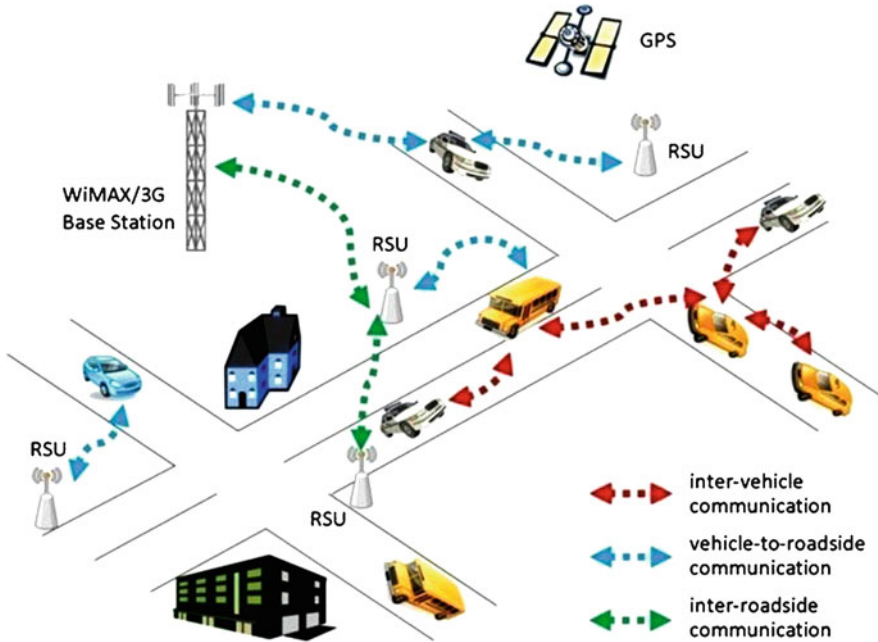 GPS
RSU
WiMAX/3G
Base Station
RSU
RSU
RSU
inter-vehicle
communication
vehicle-to-roadside
communication
inter-roadside
communication